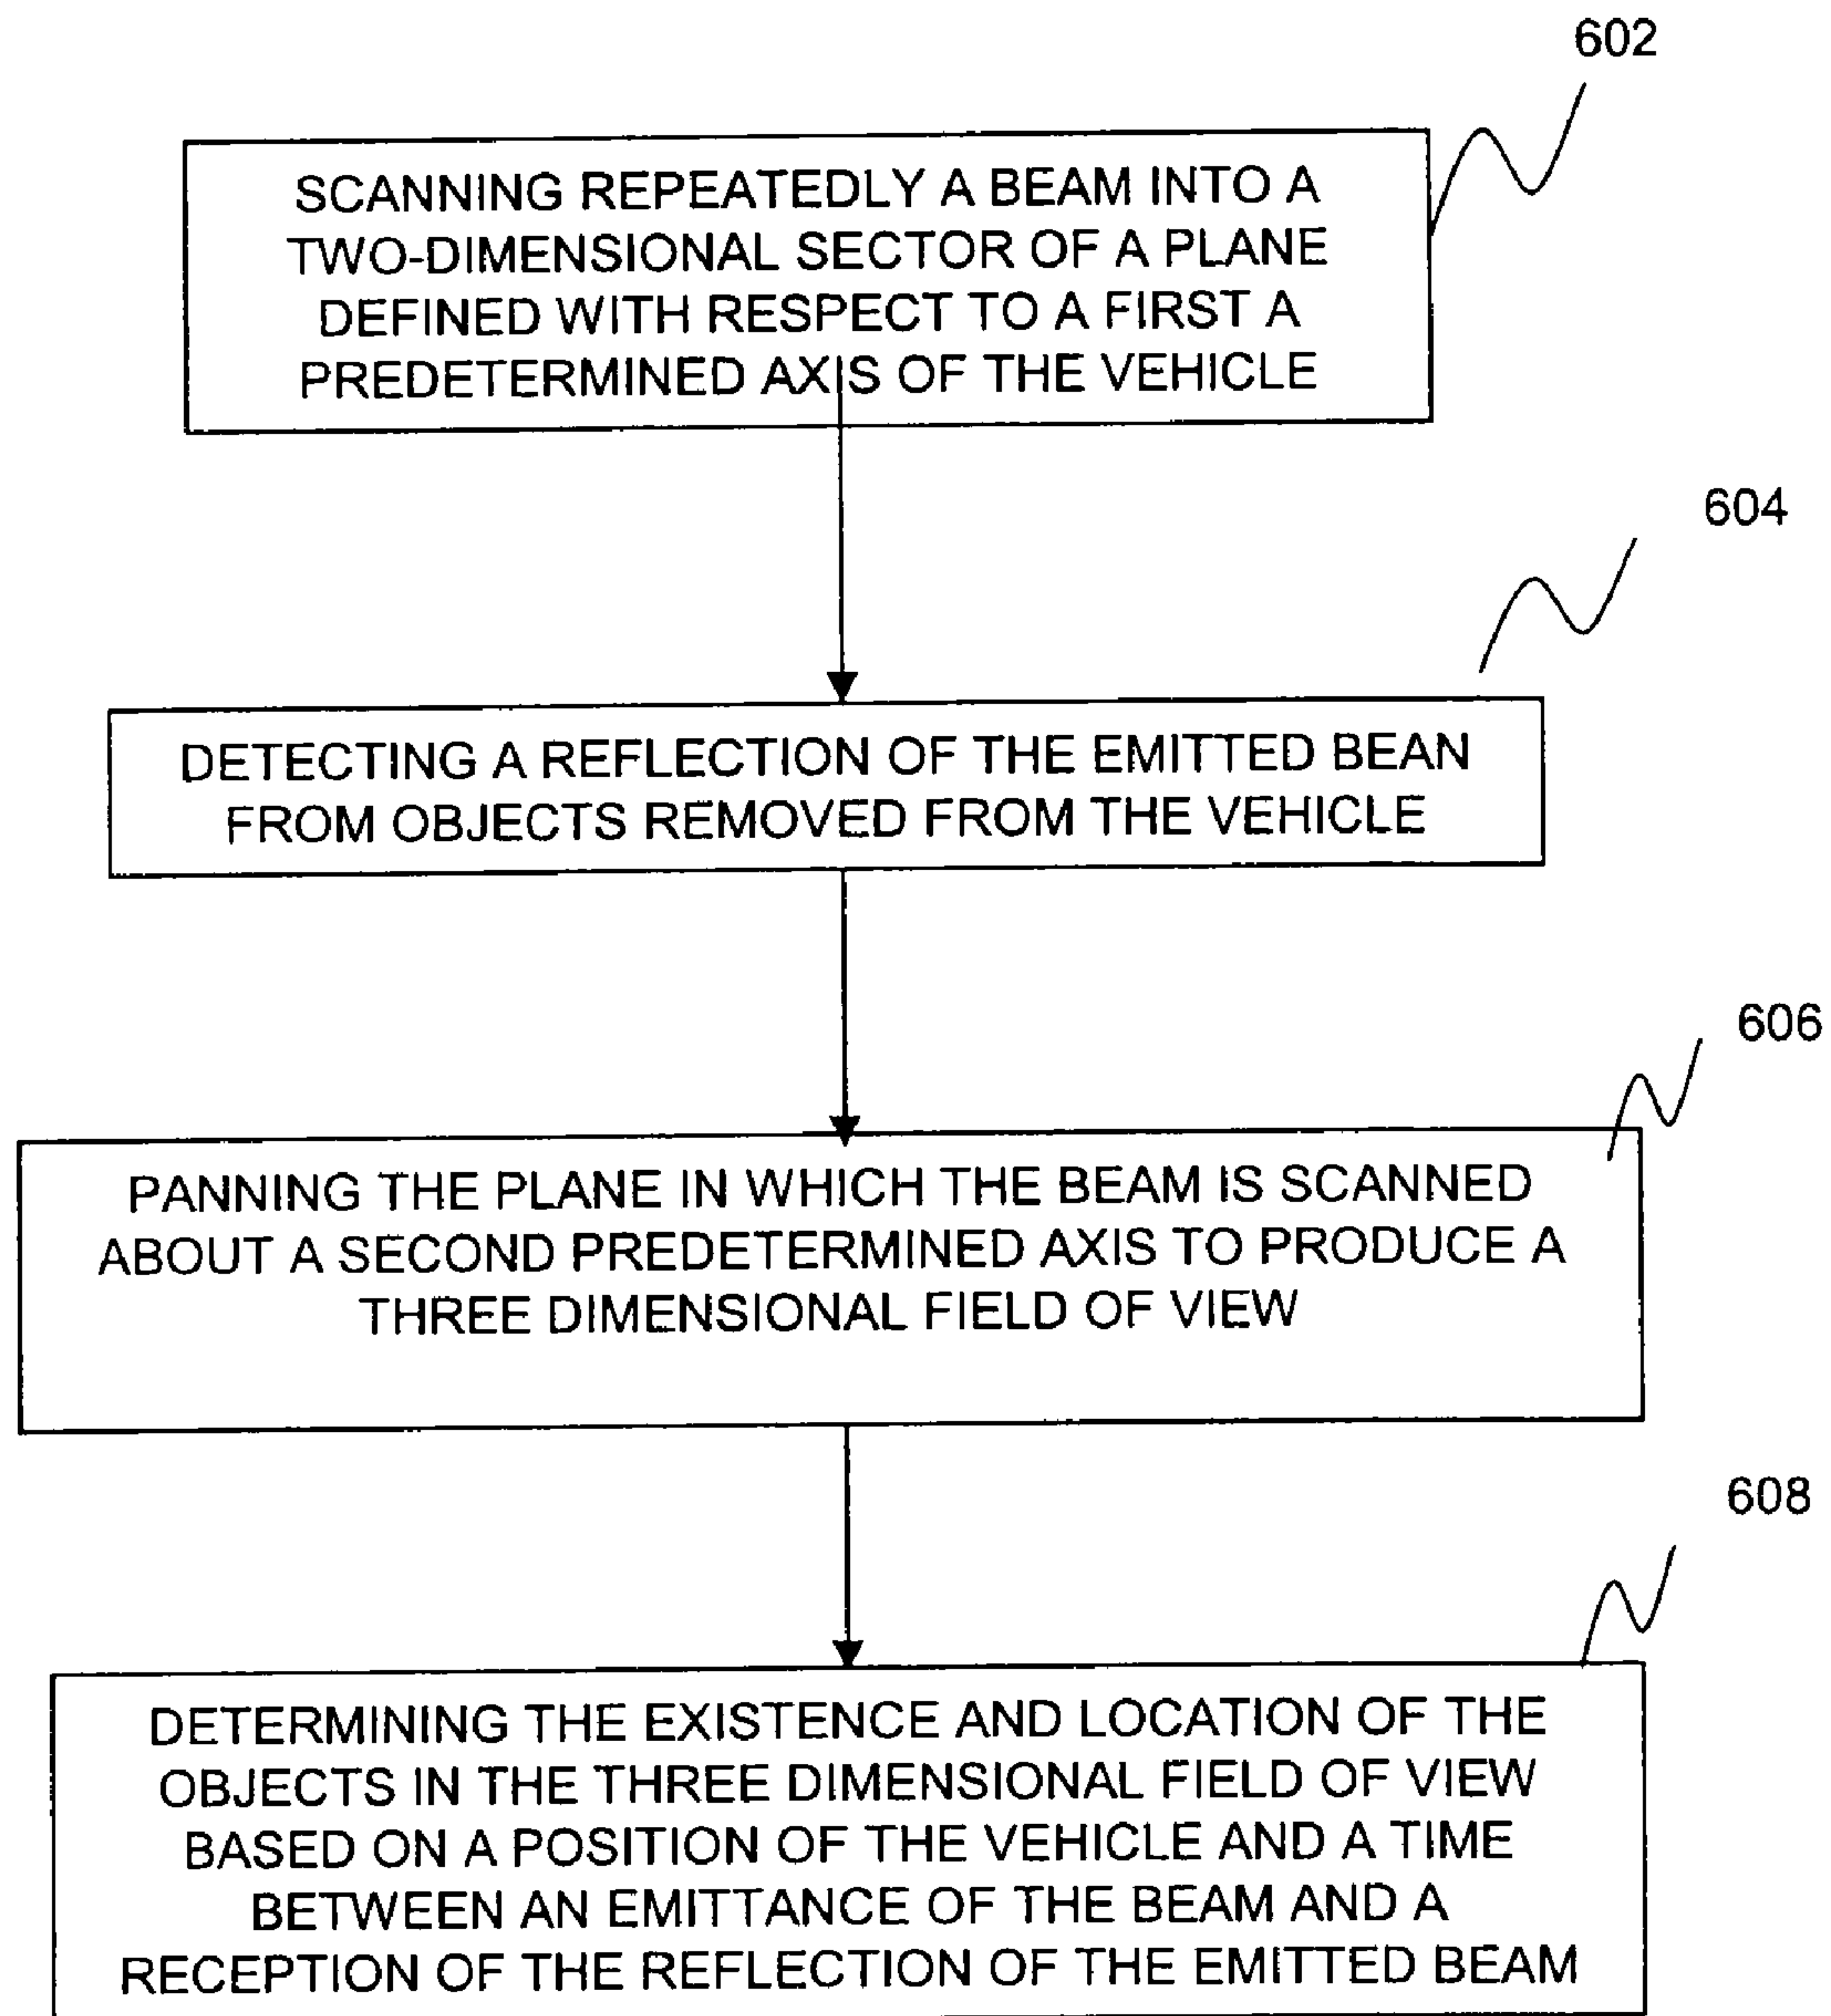 602
SCANNING REPEATEDLY A BEAM INTO A
TWO-DIMENSIONAL SECTOR OF A PLANE
DEFINED WITH RESPECT TO A FIRST A
PREDETERMINED AXIS OF THE VEHICLE
604
DETECTING A REFLECTION OF THE EMITTED BEAN
FROM OBJECTS REMOVED FROM THE VEHICLE
606
PANNING THE PLANE IN WHICH THE BEAM IS SCANNED
ABOUT A SECOND PREDETERMINED AXIS TO PRODUCE A
THREE DIMENSIONAL FIELD OF VIEW
608
DETERMINING THE EXISTENCE AND LOCATION OF THE
OBJECTS IN THE THREE DIMENSIONAL FIELD OF VIEW
BASED ON A POSITION OF THE VEHICLE AND A TIME
BETWEEN AN EMITTANCE OF THE BEAM AND A
RECEPTION OF THE REFLECTION OF THE EMITTED BEAM